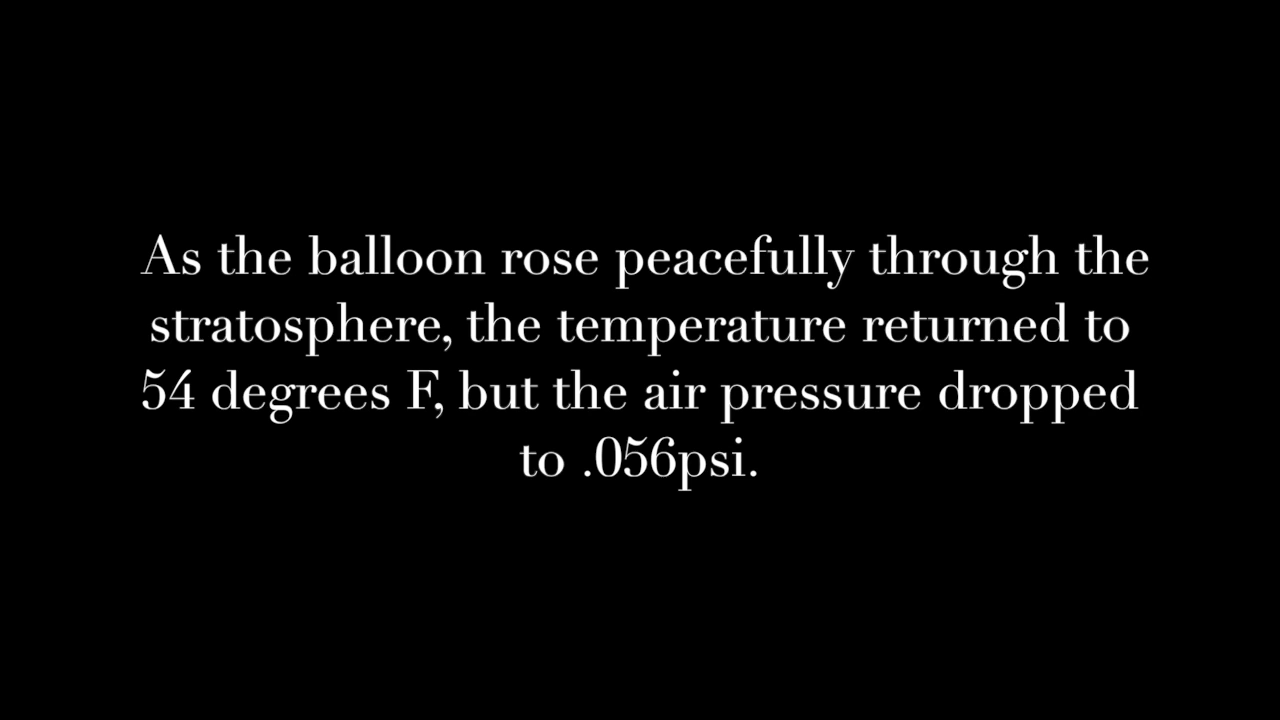 As the balloon rose peacefully through the
stratosphere, the temperature returned to
54 degrees F, but the air pressure dropped
to .056psi.